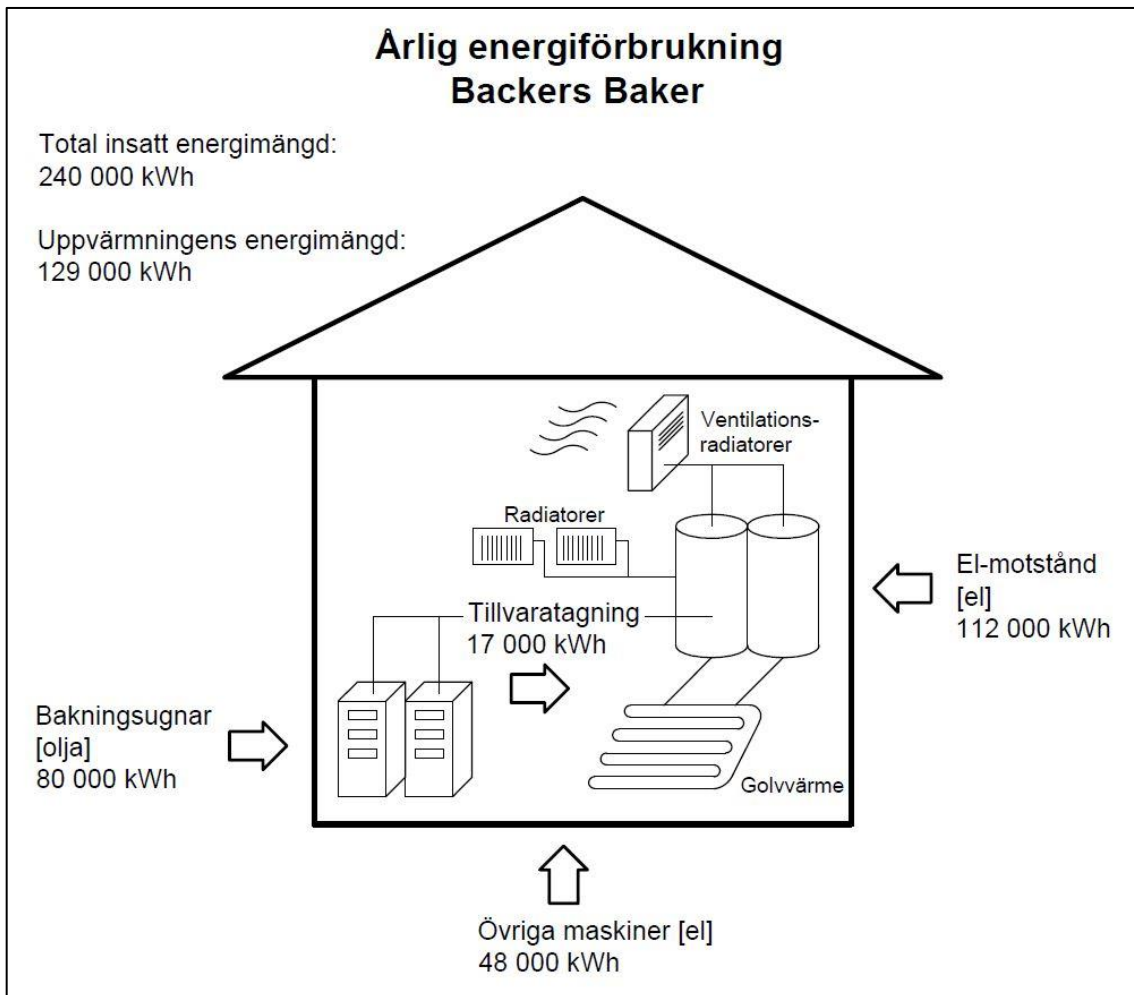 Årlig energiförbrukning
Backers Baker
Total insatt energimängd:
240 000 kWh
Uppvärmningens energimängd:
129 000 kWh
Ventilations-
radiatorer
Radiatorer
El-motstånd
[el]
112 000 kWh
Tillvaratagning
17 000 kWh
Bakningsugnar
[olja]
80 000 kWh
Golvvärme
Övriga maskiner [el]
48 000 kWh